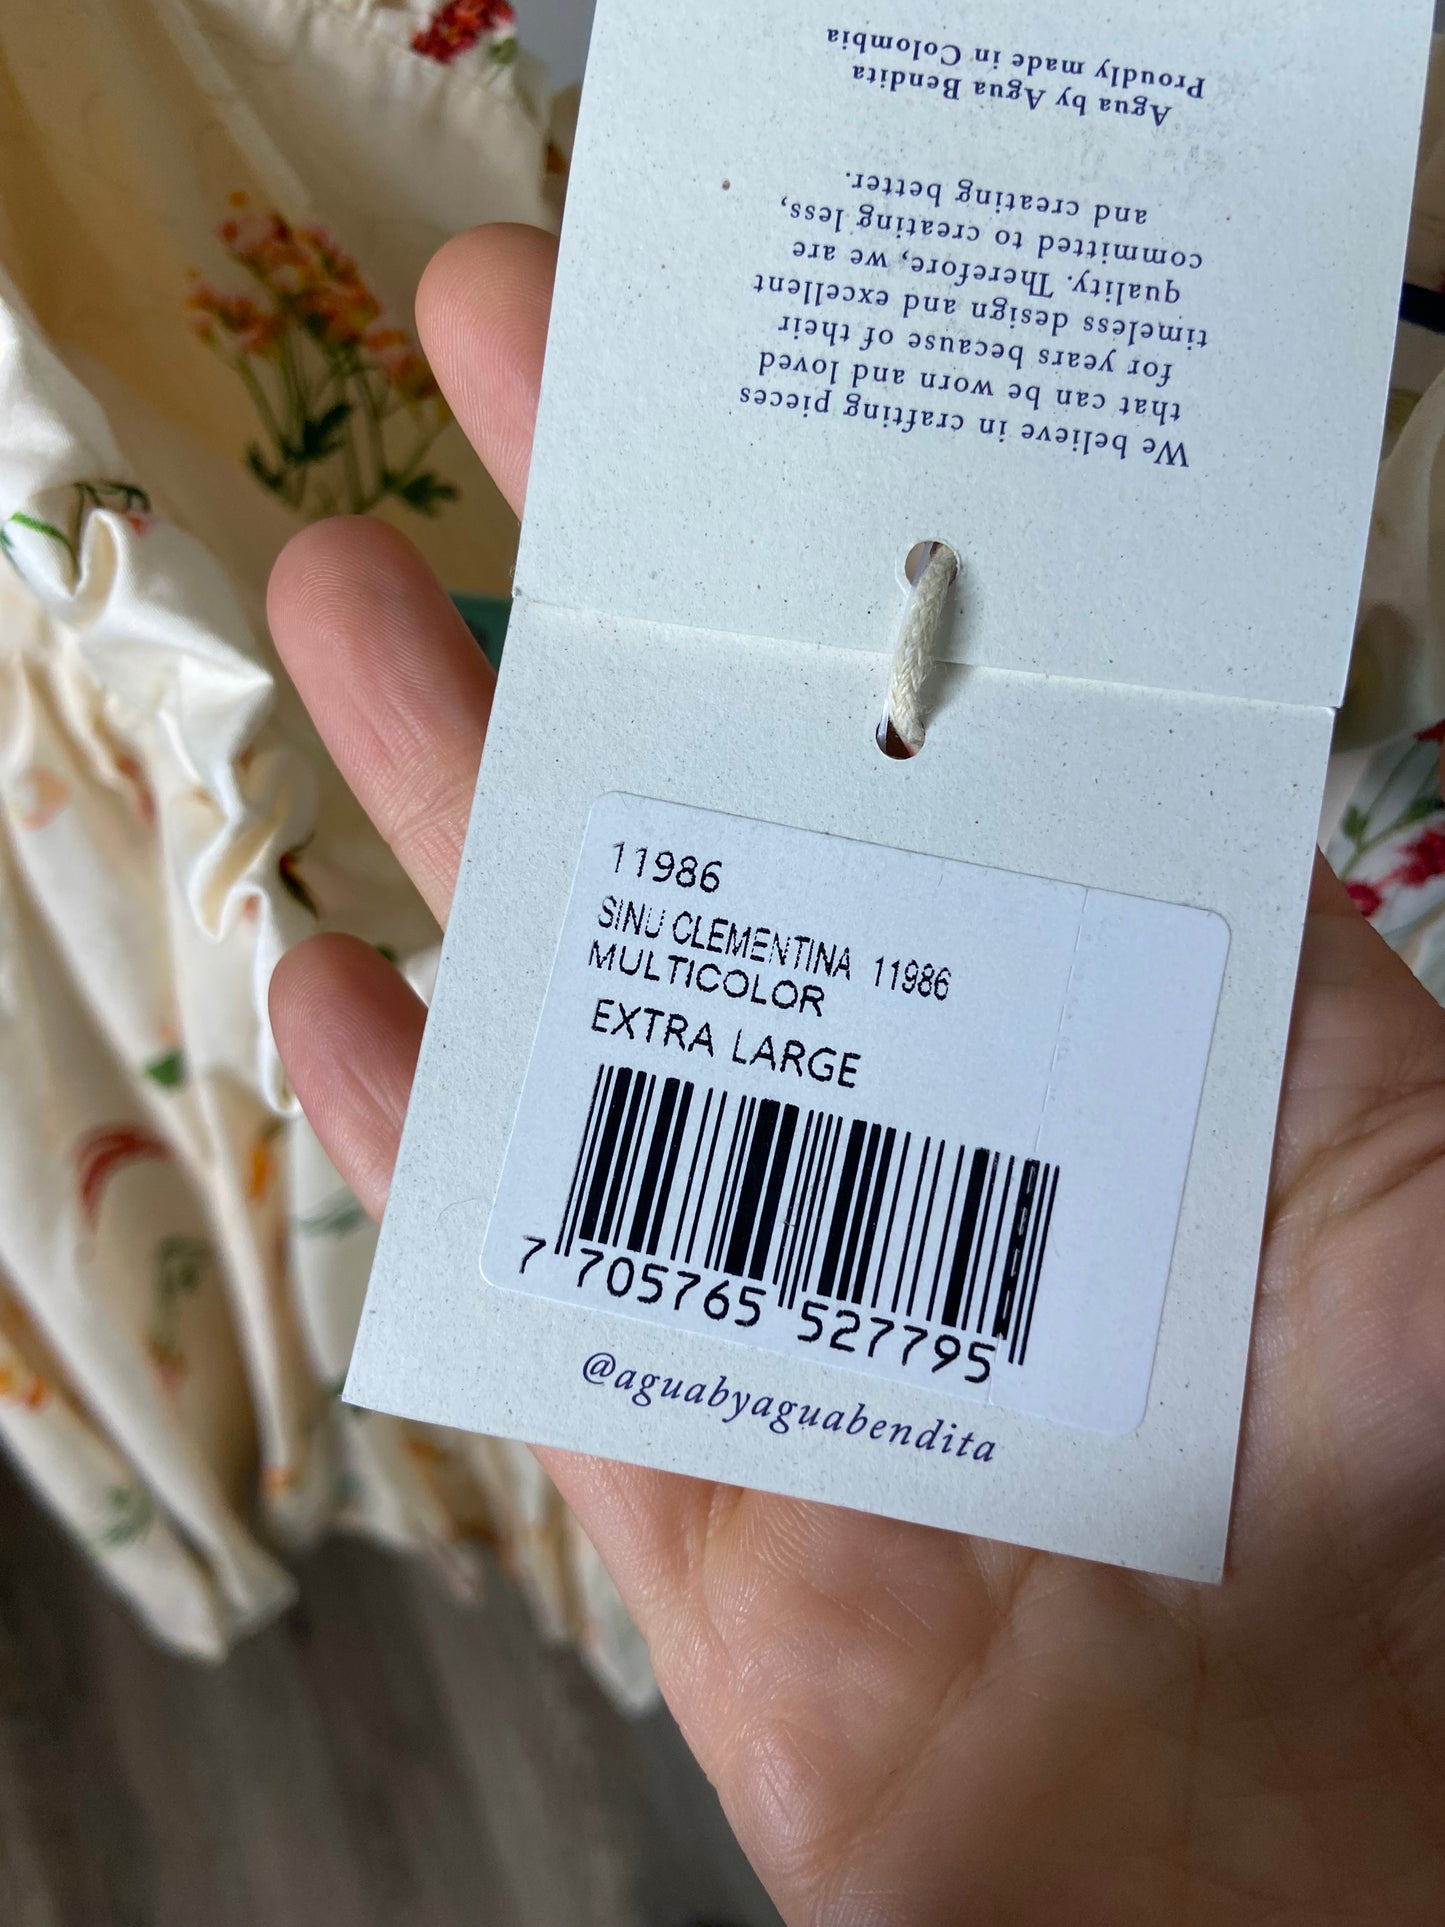 We believe in crafting pieces
that can be worn and loved
for years because of their
timeless design and excellent
quality. Therefore, we are
committed to creating less,
and creating better.
Agua by Agua Bendita
Proudly made in Colombia
11986
SINU CLEMENTINA 11986
MULTICOLOR
EXTRA LARGE
7 705765 527795
@aguabyaguabendita